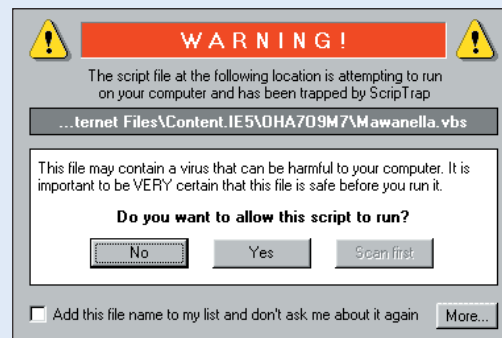 WARNING!
The script file at the following location is attempting to run
on your computer and has been trapped by ScripTrap
...ternet Files\Content.IE5\0HA7O9M7\Mawanella.vbs
This file may contain a virus that can be harmful to your computer. It is
important to be VERY certain that this file is safe before you run it.
Do you want to allow this script to run?
No
Yes
Scan first
Add this file name to my list and don't ask me about it again
More...